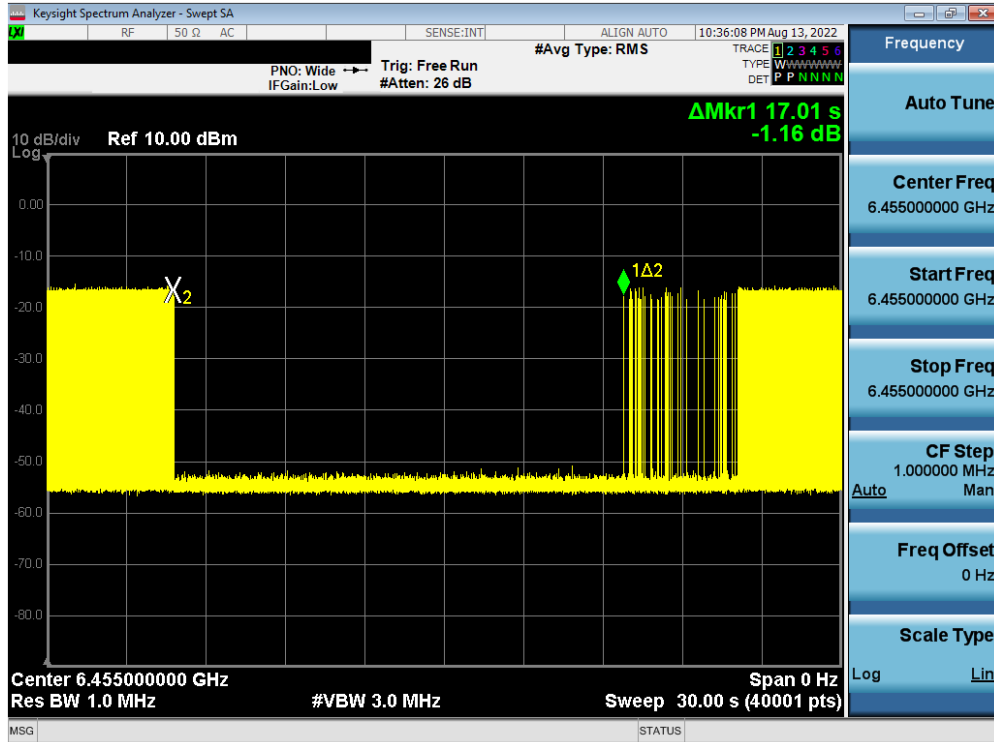 Keysight Spectrum Analyzer - Swept SA
LXI RF 50 Ω AC SENSE:INT ALIGN AUTO 10:36:08 PM Aug 13, 2022
#Avg Type: RMS
TRACE 1 2 3 4 5 6
TYPE WWWWWWW
DET P P N N N N
PNO: Wide
IFGain:Low
Trig: Free Run
#Atten: 26 dB
ΔMkr1 17.01 s
-1.16 dB
10 dB/div Ref 10.00 dBm
Log
0.00
-10.0
-20.0
-30.0
-40.0
-50.0
-60.0
-70.0
-80.0
X2
1Δ2
Center 6.455000000 GHz Span 0 Hz
Res BW 1.0 MHz #VBW 3.0 MHz Sweep 30.00 s (40001 pts)
MSG STATUS
Frequency
Auto Tune
Center Freq
6.455000000 GHz
Start Freq
6.455000000 GHz
Stop Freq
6.455000000 GHz
CF Step
1.000000 MHz
Auto Man
Freq Offset
0 Hz
Scale Type
Log Lin